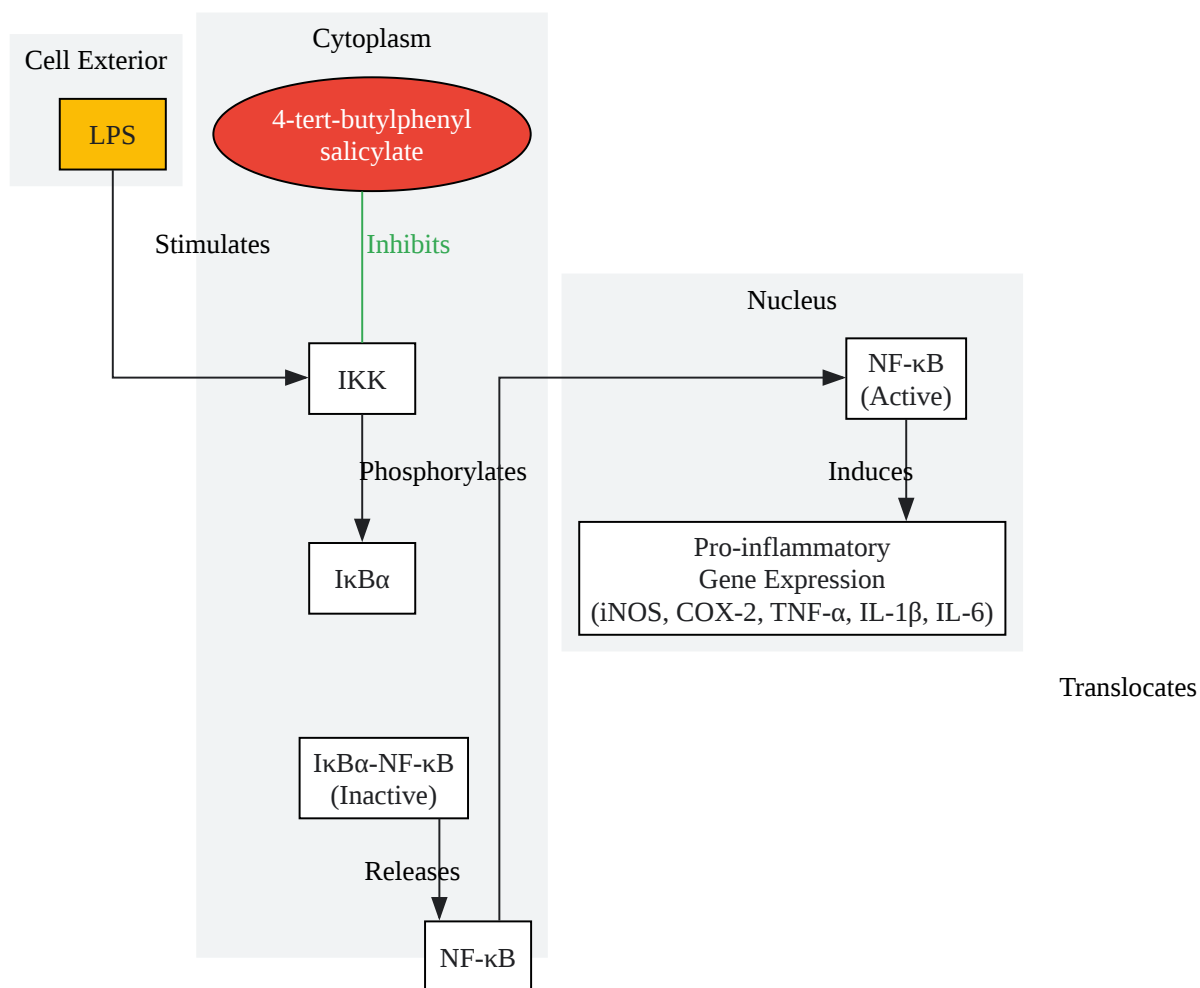 Cell Exterior
LPS
Stimulates
Cytoplasm
4-tert-butylphenyl
salicylate
Inhibits
IKK
Phosphorylates
IκBα
IκBα-NF-κB
(Inactive)
Releases
NF-κB
Nucleus
NF-κB
(Active)
Induces
Pro-inflammatory
Gene Expression
(iNOS, COX-2, TNF-α, IL-1β, IL-6)
Translocates